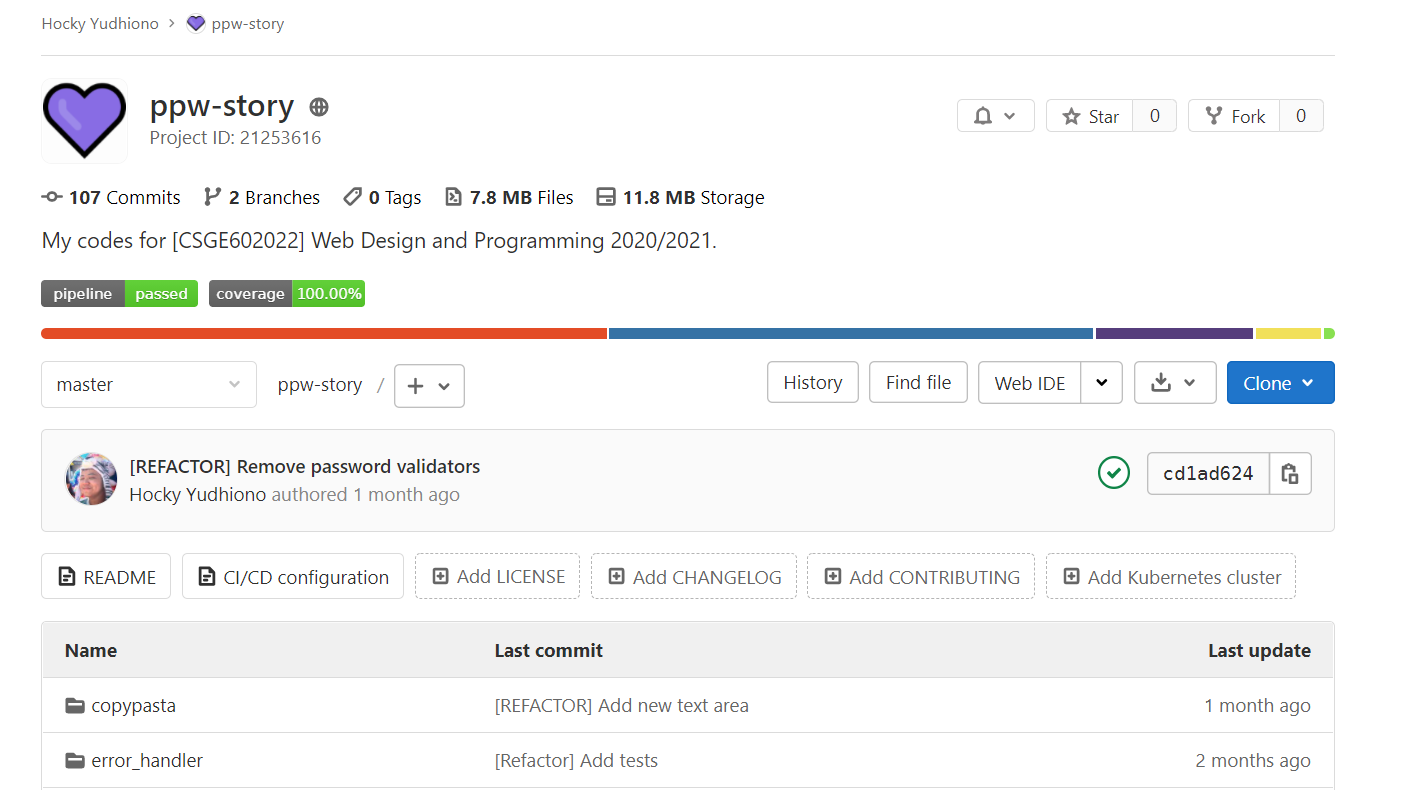 Hocky Yudhiono > ppw-story
ppw-story
Project ID: 21253616
Star 0 Fork 0
107 Commits 2 Branches 0 Tags 7.8 MB Files 11.8 MB Storage
My codes for [CSGE602022] Web Design and Programming 2020/2021.
pipeline passed coverage 100.00%
master ppw-story / + History Find file Web IDE Clone
[REFACTOR] Remove password validators
Hocky Yudhiono authored 1 month ago
cd1ad624
README CI/CD configuration Add LICENSE Add CHANGELOG Add CONTRIBUTING Add Kubernetes cluster
Name Last commit Last update
copypasta [REFACTOR] Add new text area 1 month ago
error_handler [Refactor] Add tests 2 months ago